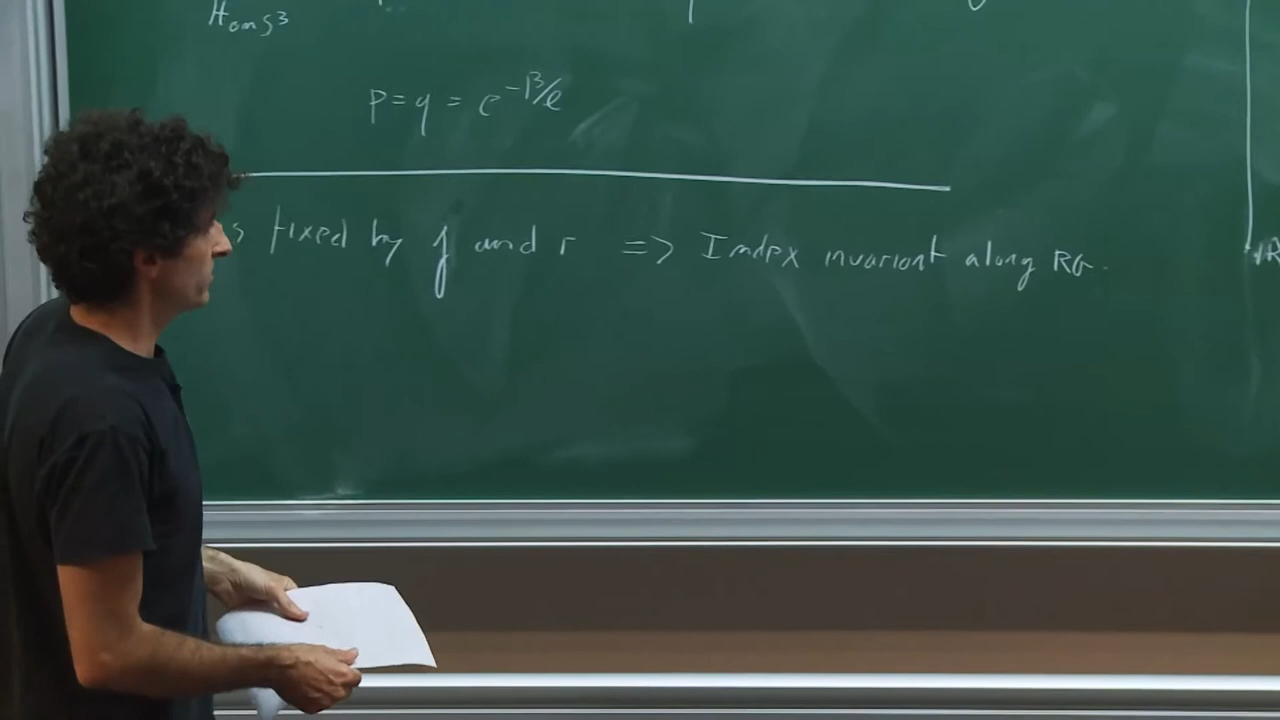 H on S³
p = q = e^{-β/ℓ}
s fixed by f and r => Index invariant along RG.